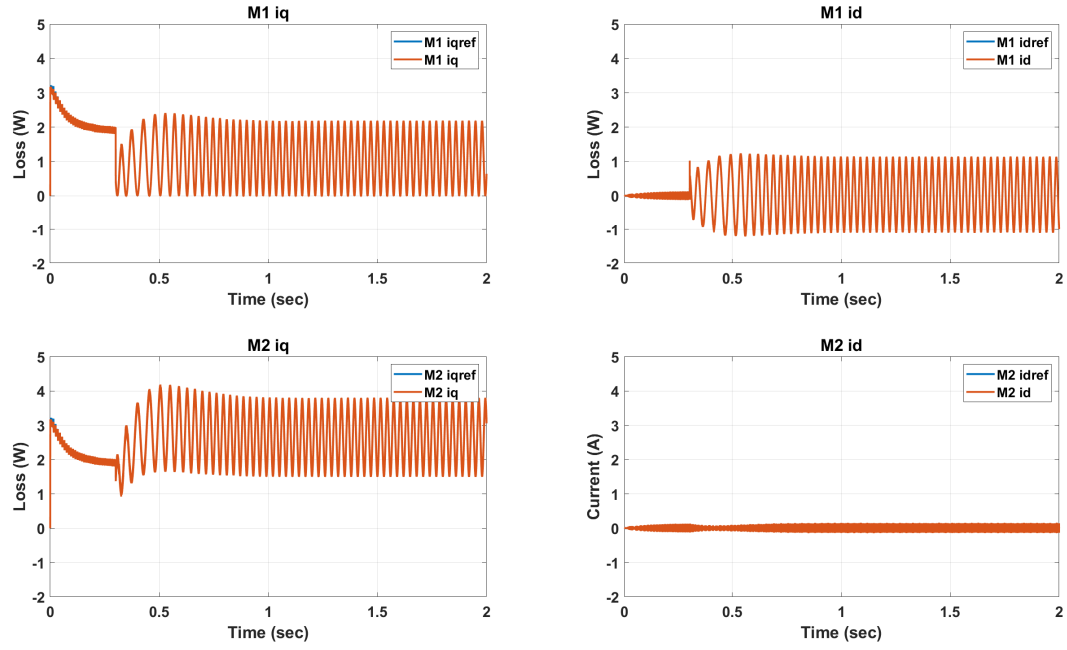 M1 iq
5
4
3
2
1
0
-1
-2
Loss (W)
M1 iqref
M1 iq
0
0.5
1
1.5
2
Time (sec)
M1 id
5
4
3
2
1
0
-1
-2
Loss (W)
M1 idref
M1 id
0
0.5
1
1.5
2
Time (sec)
M2 iq
5
4
3
2
1
0
-1
-2
Loss (W)
M2 iqref
M2 iq
0
0.5
1
1.5
2
Time (sec)
M2 id
5
4
3
2
1
0
-1
-2
Current (A)
M2 idref
M2 id
0
0.5
1
1.5
2
Time (sec)